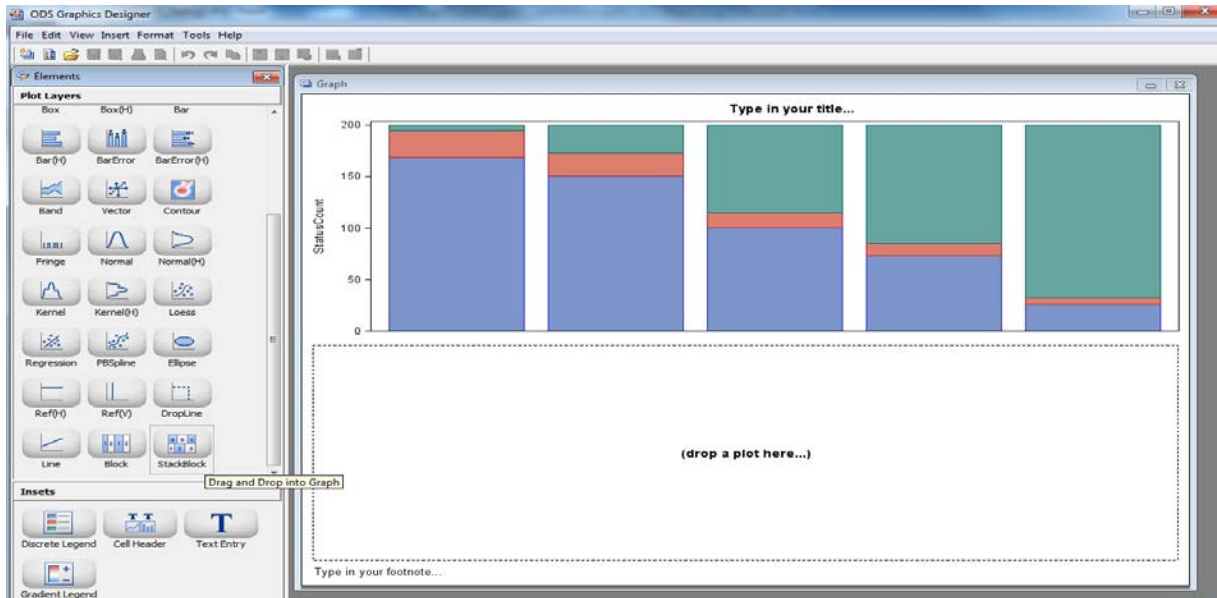 ODS Graphics Designer
File Edit View Insert Format Tools Help
Elements
Plot Layers
Box Box(H) Bar
Bar(H) BarError BarError(H)
Band Vector Contour
Fringe Normal Normal(H)
Kernel Kernel(H) Loess
Regression PBSpline Ellipse
Ref(H) Ref(V) DropLine
Line Block StackBlock
Drag and Drop into Graph
Insets
Discrete Legend Cell Header Text Entry
Gradient Legend
Graph
Type in your title...
StatusCount
200
150
100
50
0
(drop a plot here...)
Type in your footnote...